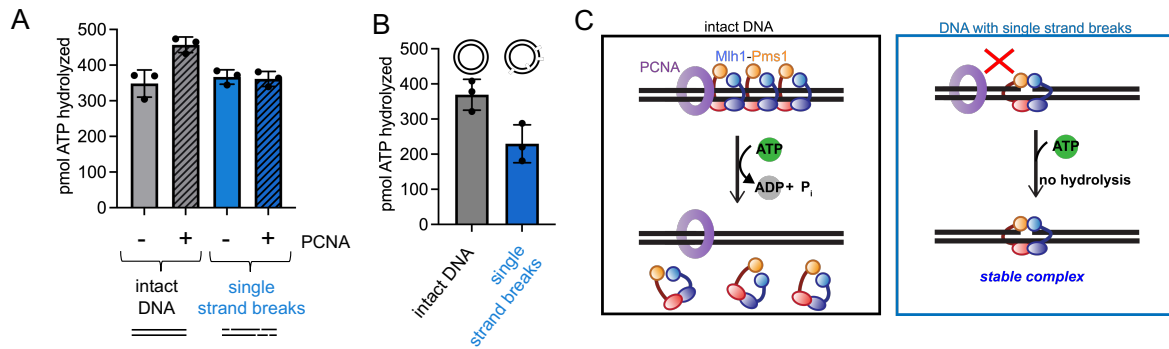 A
pmol ATP hydrolyzed
500
400
300
200
100
0
- + - + PCNA
intact
DNA
single
strand breaks
B
pmol ATP hydrolyzed
500
400
300
200
100
0
intact DNA
single
strand breaks
C
intact DNA
Mlh1-Pms1
PCNA
ATP
ADP+ Pi
DNA with single strand breaks
ATP
no hydrolysis
stable complex